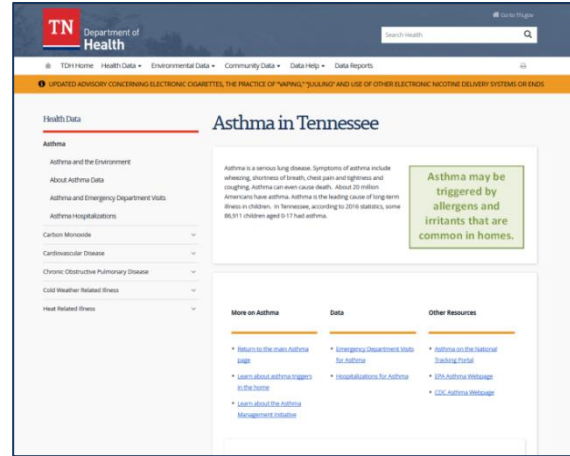 Go to TN.gov
TN Department of
Health
Search Health
TDH Home Health Data Environmental Data Community Data Data Help Data Reports
UPDATED ADVISORY CONCERNING ELECTRONIC CIGARETTES, THE PRACTICE OF "VAPING," "JUULING" AND USE OF OTHER ELECTRONIC NICOTINE DELIVERY SYSTEMS OR ENDS
Health Data
Asthma
Asthma and the Environment
About Asthma Data
Asthma and Emergency Department Visits
Asthma Hospitalizations
Carbon Monoxide
Cardiovascular Disease
Chronic Obstructive Pulmonary Disease
Cold Weather Related Illness
Heat Related Illness
Asthma in Tennessee
Asthma is a serious lung disease. Symptoms of asthma include
wheezing, shortness of breath, chest pain and tightness and
coughing. Asthma can even cause death. About 20 million
Americans have asthma. Asthma is the leading cause of long-term
illness in children. In Tennessee, according to 2016 statistics, some
86,911 children aged 0-17 had asthma.
Asthma may be
triggered by
allergens and
irritants that are
common in homes.
More on Asthma
• Return to the main Asthma
page
• Learn about asthma triggers
in the home
• Learn about the Asthma
Management Initiative
Data
• Emergency Department Visits
for Asthma
• Hospitalizations for Asthma
Other Resources
• Asthma on the National
Tracking Portal
• EPA Asthma Webpage
• CDC Asthma Webpage